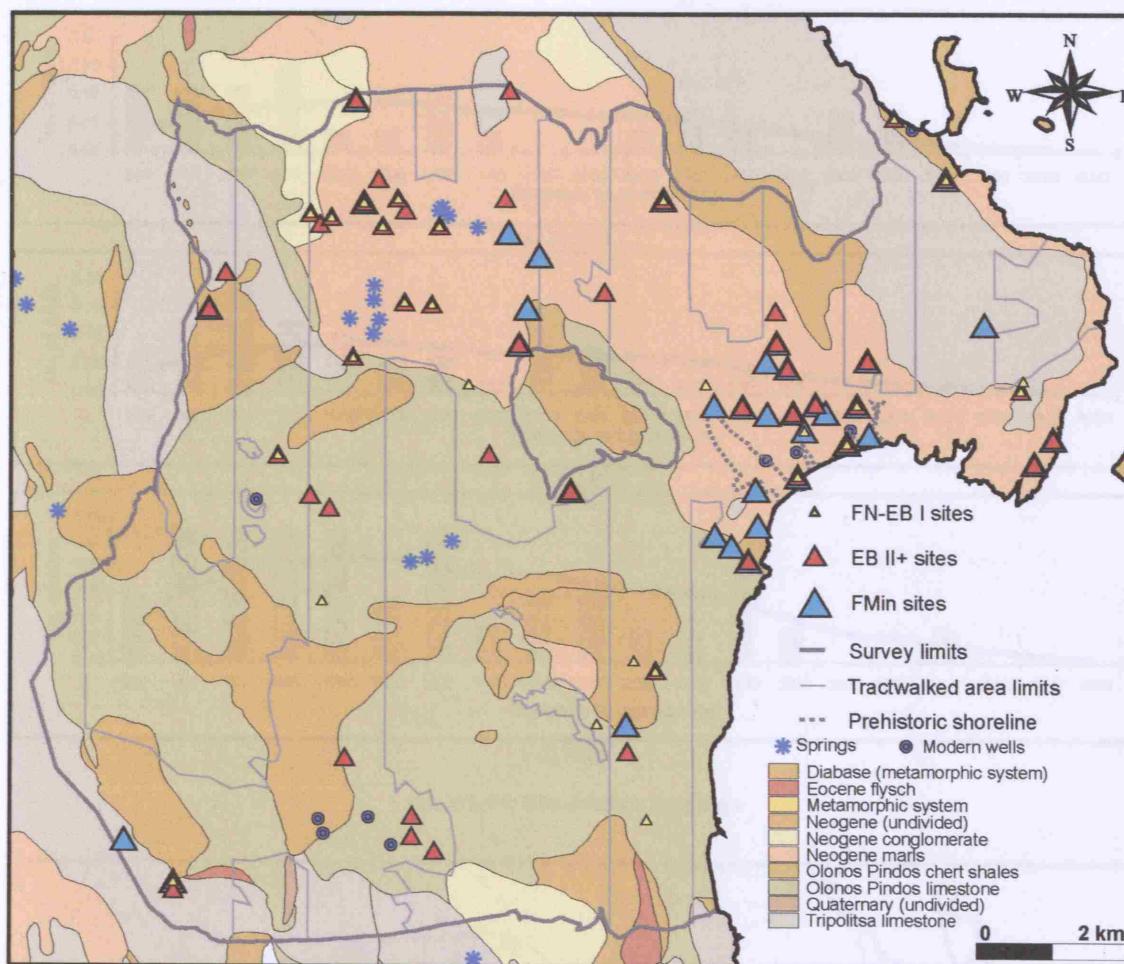 N
W
E
S
FN-EB I sites
EB II+ sites
FMin sites
Survey limits
Tractwalked area limits
Prehistoric shoreline
Springs
Modern wells
Diabase (metamorphic system)
Eocene flysch
Metamorphic system
Neogene (undivided)
Neogene conglomerate
Neogene marls
Olonos Pindos chert shales
Olonos Pindos limestone
Quaternary (undivided)
Tripolitsa limestone
0 2 km